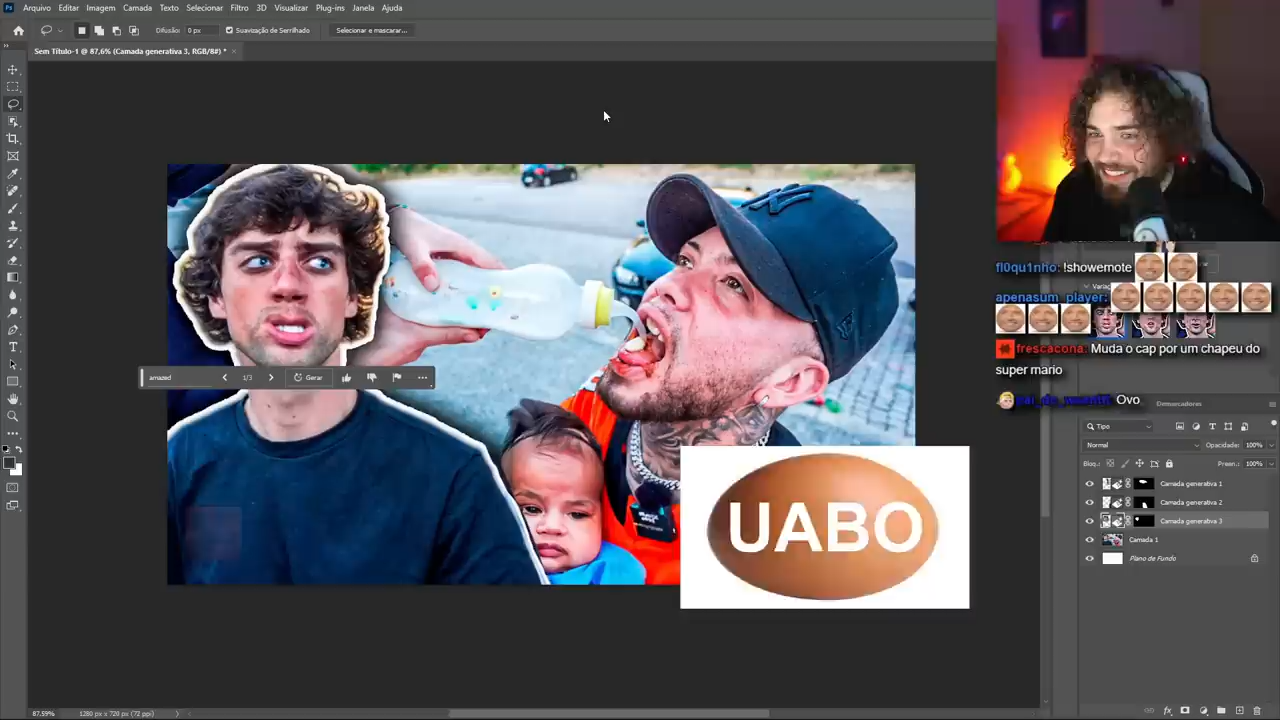 Arquivo Editar Imagem Camada Texto Selecionar Filtro 3D Visualizar Plug-ins Janela Ajuda
Difusão: 0 px Suavização de Serrilhado Selecionar e mascarar...
Sem Título-1 @ 87,6% (Camada generativa 3, RGB/8#) * ×
fl0qu1nho: !showemote
apenasum_player:
frescacona: Muda o cap por um chapeu do
super mario
Ovo
amazed 1/3 Gerar
Demarcadores
Tipo
Normal Opacidade: 100%
Bloq.: Preen.: 100%
Camada generativa 1
Camada generativa 2
Camada generativa 3
Camada 1
Plano de Fundo
UABO
87.59% 1280 px x 720 px (72 ppi)